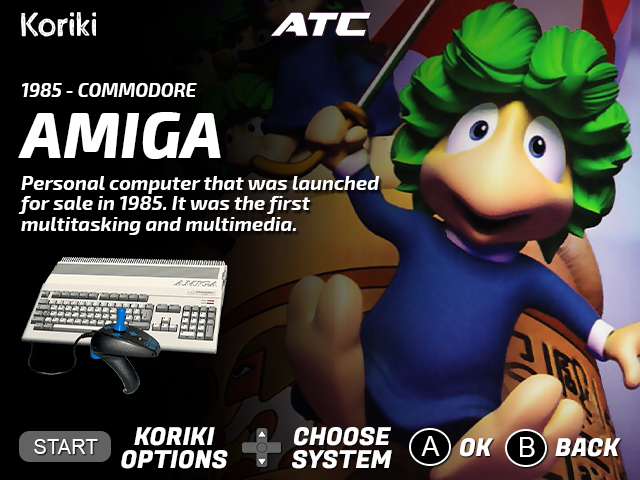 Koriki
ATC
1985 - COMMODORE
AMIGA
Personal computer that was launched
for sale in 1985. It was the first
multitasking and multimedia.
AMIGA
START
KORIKI
OPTIONS
CHOOSE
SYSTEM
A
OK
B
BACK